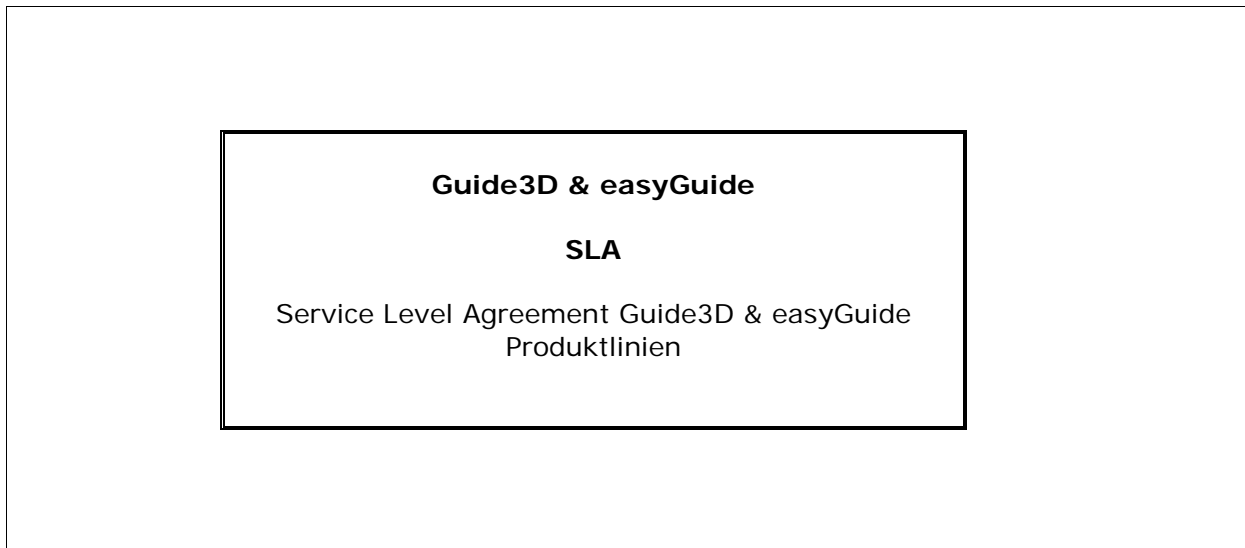 Guide3D & easyGuide
SLA
Service Level Agreement Guide3D & easyGuide
Produktlinien